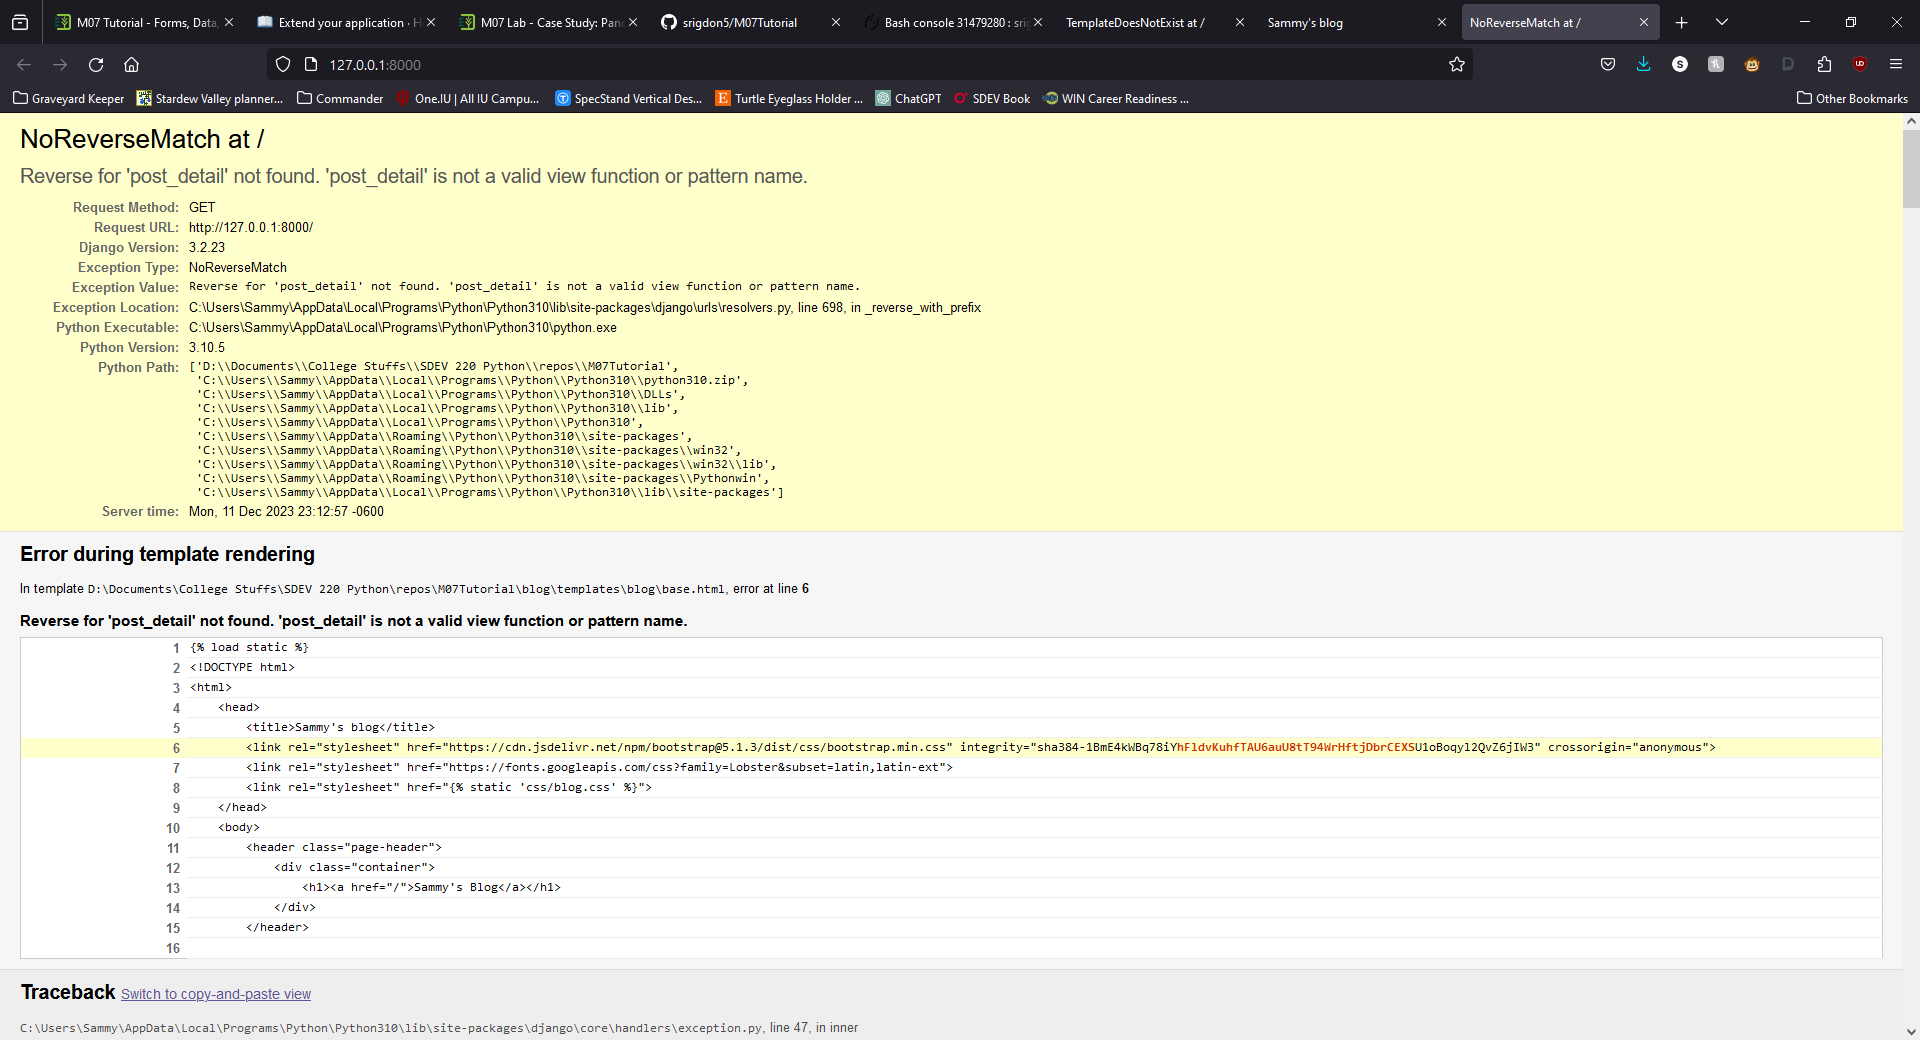 M07 Tutorial - Forms, Data,
Extend your application · H
M07 Lab - Case Study: Pan
srigdon5/M07Tutorial
Bash console 31479280 : srig
TemplateDoesNotExist at /
Sammy's blog
NoReverseMatch at /
127.0.0.1:8000
Graveyard Keeper
Stardew Valley planner...
Commander
One.IU | All IU Campu...
SpecStand Vertical Des...
Turtle Eyeglass Holder ...
ChatGPT
SDEV Book
WIN Career Readiness ...
Other Bookmarks
NoReverseMatch at /
Reverse for 'post_detail' not found. 'post_detail' is not a valid view function or pattern name.
Request Method: GET
Request URL: http://127.0.0.1:8000/
Django Version: 3.2.23
Exception Type: NoReverseMatch
Exception Value: Reverse for 'post_detail' not found. 'post_detail' is not a valid view function or pattern name.
Exception Location: C:\Users\Sammy\AppData\Local\Programs\Python\Python310\lib\site-packages\django\urls\resolvers.py, line 698, in _reverse_with_prefix
Python Executable: C:\Users\Sammy\AppData\Local\Programs\Python\Python310\python.exe
Python Version: 3.10.5
Python Path: ['D:\\Documents\\College Stuffs\\SDEV 220 Python\\repos\\M07Tutorial',
'C:\\Users\\Sammy\\AppData\\Local\\Programs\\Python\\Python310\\python310.zip',
'C:\\Users\\Sammy\\AppData\\Local\\Programs\\Python\\Python310\\DLLs',
'C:\\Users\\Sammy\\AppData\\Local\\Programs\\Python\\Python310\\lib',
'C:\\Users\\Sammy\\AppData\\Local\\Programs\\Python\\Python310',
'C:\\Users\\Sammy\\AppData\\Roaming\\Python\\Python310\\site-packages',
'C:\\Users\\Sammy\\AppData\\Roaming\\Python\\Python310\\site-packages\\win32',
'C:\\Users\\Sammy\\AppData\\Roaming\\Python\\Python310\\site-packages\\win32\\lib',
'C:\\Users\\Sammy\\AppData\\Roaming\\Python\\Python310\\site-packages\\Pythonwin',
'C:\\Users\\Sammy\\AppData\\Local\\Programs\\Python\\Python310\\lib\\site-packages']
Server time: Mon, 11 Dec 2023 23:12:57 -0600
Error during template rendering
In template D:\Documents\College Stuffs\SDEV 220 Python\repos\M07Tutorial\blog\templates\blog\base.html, error at line 6
Reverse for 'post_detail' not found. 'post_detail' is not a valid view function or pattern name.
1 {% load static %}
2 <!DOCTYPE html>
3 <html>
4 <head>
5 <title>Sammy's blog</title>
6 <link rel="stylesheet" href="https://cdn.jsdelivr.net/npm/bootstrap@5.1.3/dist/css/bootstrap.min.css" integrity="sha384-1BmE4kWBq78iYhFldvKuhfTAU6auU8tT94WrHftjDbrCEXSU1oBoqyl2QvZ6jIW3" crossorigin="anonymous">
7 <link rel="stylesheet" href="https://fonts.googleapis.com/css?family=Lobster&subset=latin,latin-ext">
8 <link rel="stylesheet" href="{% static 'css/blog.css' %}">
9 </head>
10 <body>
11 <header class="page-header">
12 <div class="container">
13 <h1><a href="/">Sammy's Blog</a></h1>
14 </div>
15 </header>
16
Traceback Switch to copy-and-paste view
C:\Users\Sammy\AppData\Local\Programs\Python\Python310\lib\site-packages\django\core\handlers\exception.py, line 47, in inner